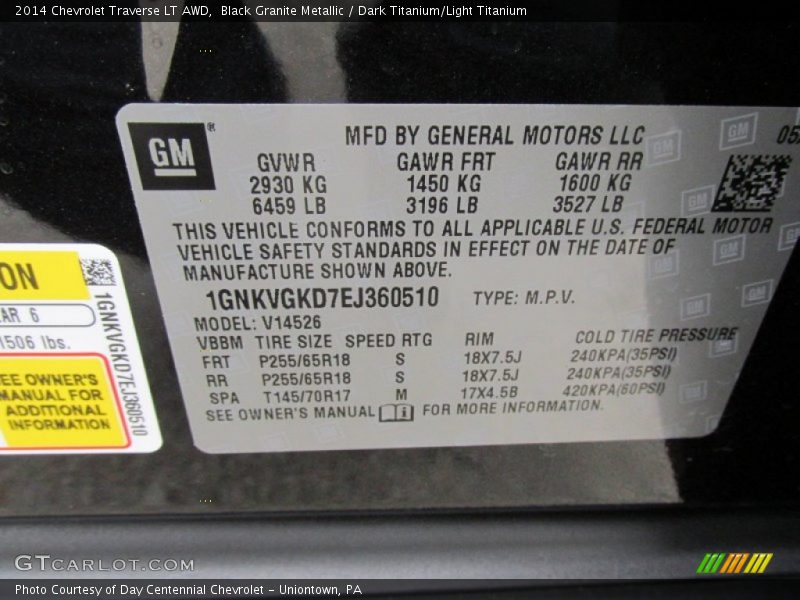 2014 Chevrolet Traverse LT AWD,  Black Granite Metallic / Dark Titanium/Light Titanium
GM®
MFD BY GENERAL MOTORS LLC
05
GVWR GAWR FRT GAWR RR
2930 KG 1450 KG 1600 KG
6459 LB 3196 LB 3527 LB
THIS VEHICLE CONFORMS TO ALL APPLICABLE U.S. FEDERAL MOTOR
VEHICLE SAFETY STANDARDS IN EFFECT ON THE DATE OF
MANUFACTURE SHOWN ABOVE.
1GNKVGKD7EJ360510 TYPE: M.P.V.
MODEL: V14526
VBBM TIRE SIZE SPEED RTG RIM COLD TIRE PRESSURE
FRT P255/65R18 S 18X7.5J 240KPA(35PSI)
RR P255/65R18 S 18X7.5J 240KPA(35PSI)
SPA T145/70R17 M 17X4.5B 420KPA(60PSI)
SEE OWNER'S MANUAL FOR MORE INFORMATION.
ON
AR 6
1506 lbs.
SEE OWNER'S
MANUAL FOR
ADDITIONAL
INFORMATION
1GNKVGKD7EJ360510
GTCARLOT.COM
Photo Courtesy of Day Centennial Chevrolet - Uniontown, PA